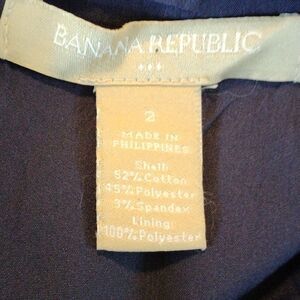 BANANA REPUBLIC
2
MADE IN
PHILIPPINES
Shell:
52% Cotton
45% Polyester
3% Spandex
Lining:
100% Polyester